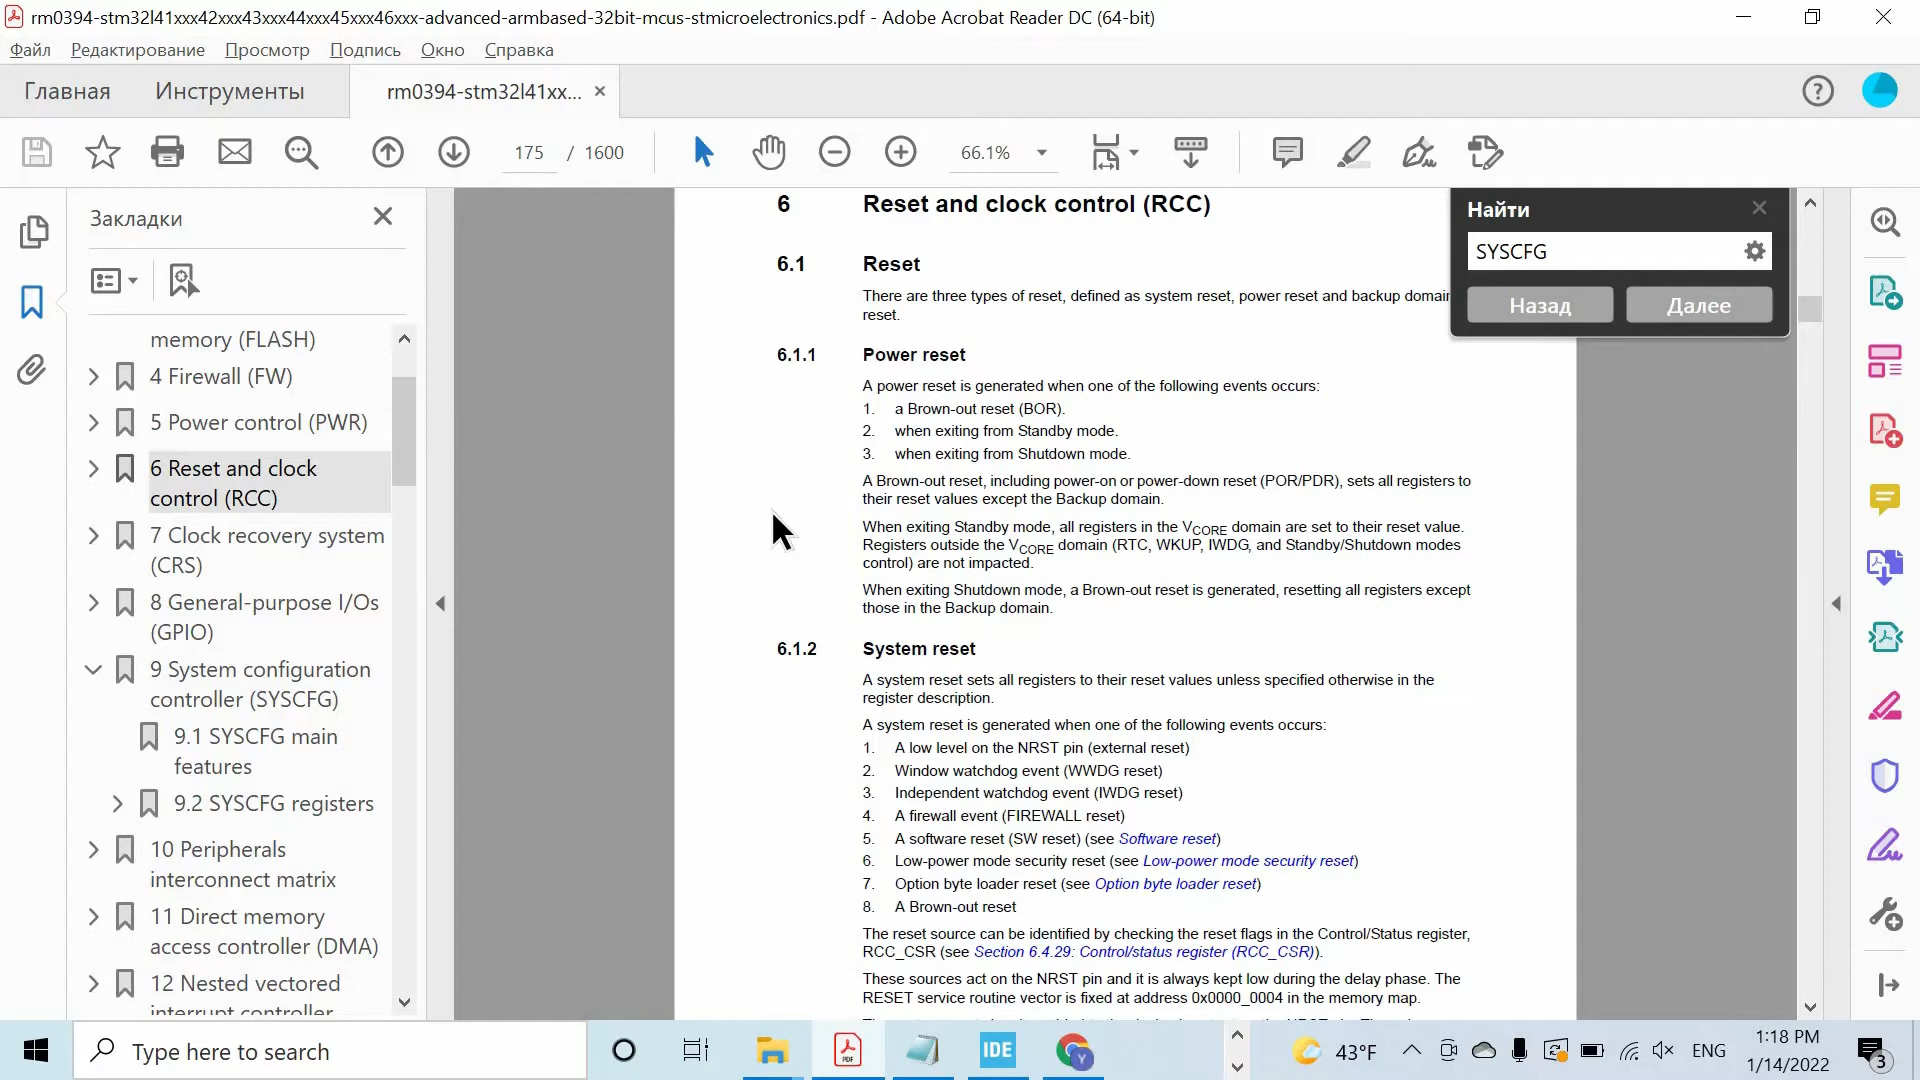 rm0394-stm32l41xxx42xxx43xxx44xxx45xxx46xxx-advanced-armbased-32bit-mcus-stmicroelectronics.pdf - Adobe Acrobat Reader DC (64-bit)
Файл Редактирование Просмотр Подпись Окно Справка
Главная Инструменты rm0394-stm32l41xx... ×
175 / 1600 66.1%
Закладки
memory (FLASH)
4 Firewall (FW)
5 Power control (PWR)
6 Reset and clock
control (RCC)
7 Clock recovery system
(CRS)
8 General-purpose I/Os
(GPIO)
9 System configuration
controller (SYSCFG)
9.1 SYSCFG main
features
9.2 SYSCFG registers
10 Peripherals
interconnect matrix
11 Direct memory
access controller (DMA)
12 Nested vectored
interrupt controller
6 Reset and clock control (RCC)
6.1 Reset
There are three types of reset, defined as system reset, power reset and backup domain
reset.
6.1.1 Power reset
A power reset is generated when one of the following events occurs:
1. a Brown-out reset (BOR).
2. when exiting from Standby mode.
3. when exiting from Shutdown mode.
A Brown-out reset, including power-on or power-down reset (POR/PDR), sets all registers to
their reset values except the Backup domain.
When exiting Standby mode, all registers in the VCORE domain are set to their reset value.
Registers outside the VCORE domain (RTC, WKUP, IWDG, and Standby/Shutdown modes
control) are not impacted.
When exiting Shutdown mode, a Brown-out reset is generated, resetting all registers except
those in the Backup domain.
6.1.2 System reset
A system reset sets all registers to their reset values unless specified otherwise in the
register description.
A system reset is generated when one of the following events occurs:
1. A low level on the NRST pin (external reset)
2. Window watchdog event (WWDG reset)
3. Independent watchdog event (IWDG reset)
4. A firewall event (FIREWALL reset)
5. A software reset (SW reset) (see Software reset)
6. Low-power mode security reset (see Low-power mode security reset)
7. Option byte loader reset (see Option byte loader reset)
8. A Brown-out reset
The reset source can be identified by checking the reset flags in the Control/Status register,
RCC_CSR (see Section 6.4.29: Control/status register (RCC_CSR)).
These sources act on the NRST pin and it is always kept low during the delay phase. The
RESET service routine vector is fixed at address 0x0000_0004 in the memory map.
Найти
SYSCFG
Назад Далее
Type here to search
PDF
IDE
Y
43°F
ENG
1:18 PM
1/14/2022
3